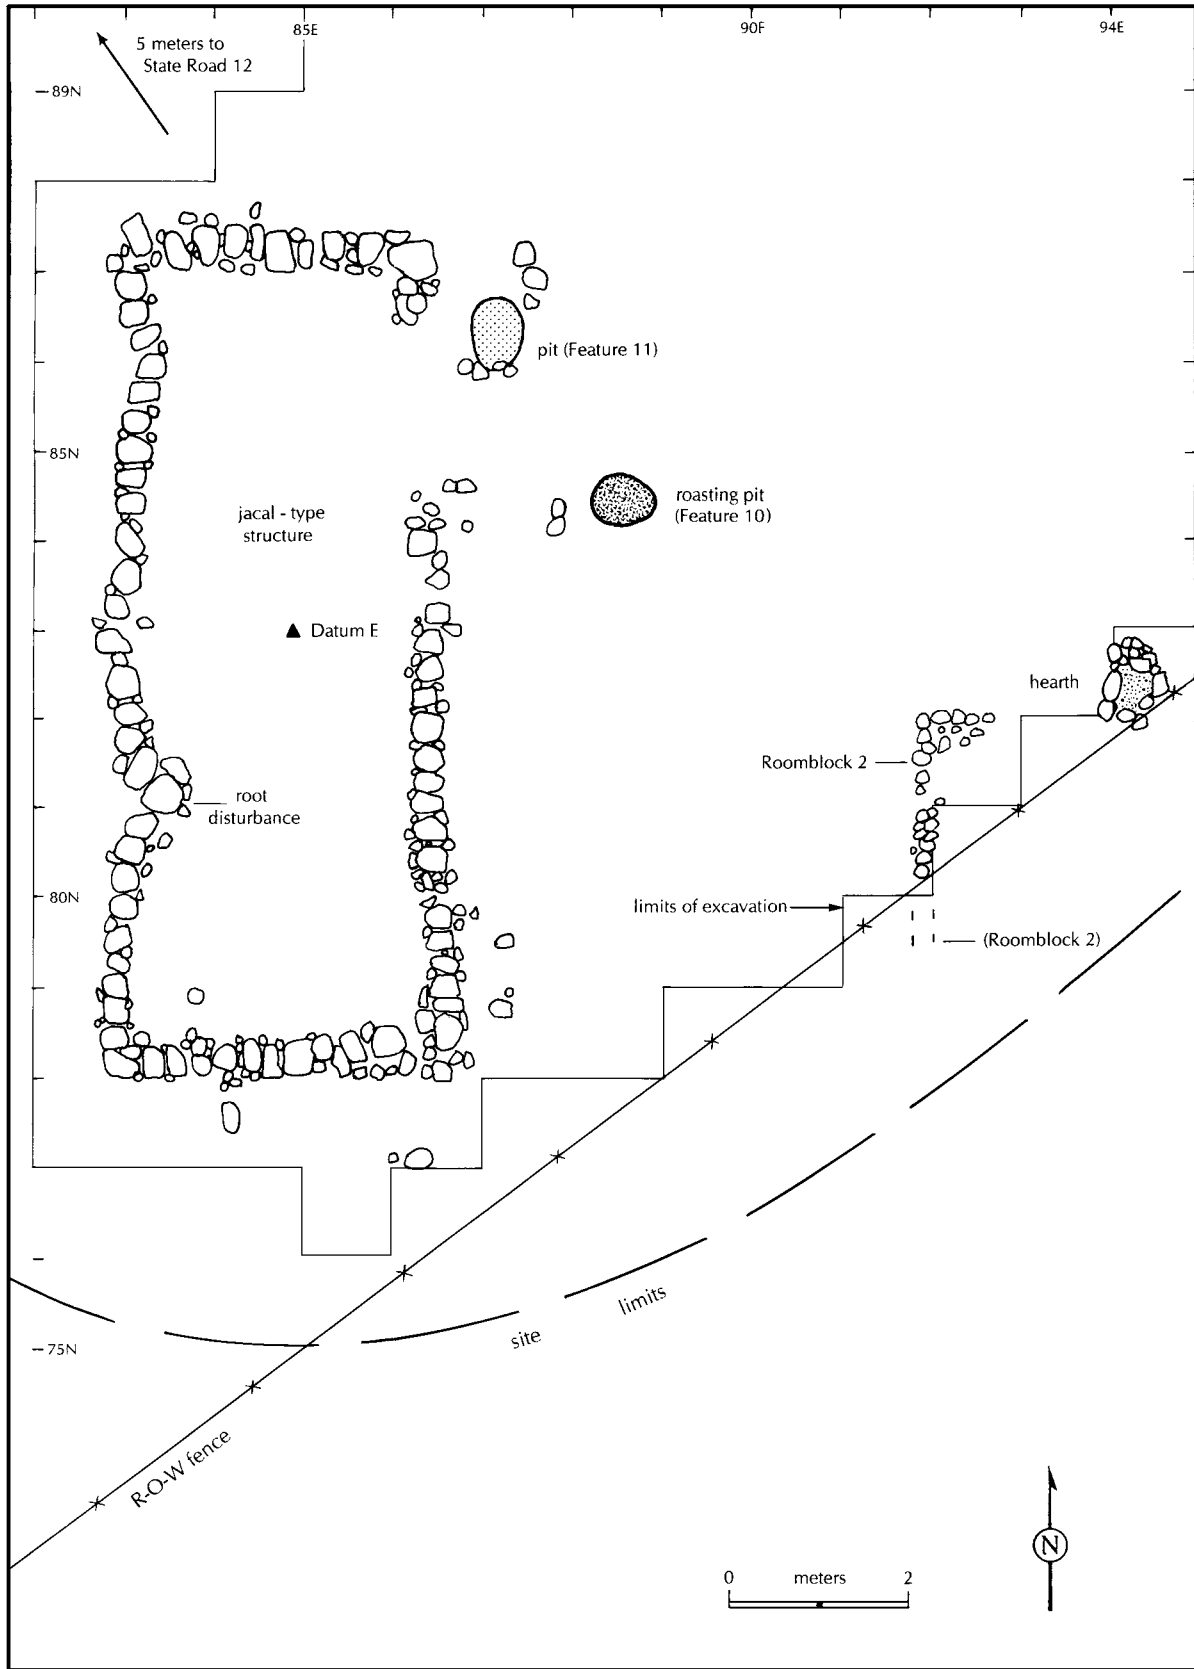 85E
90F
94E
5 meters to
State Road 12
89N
pit (Feature 11)
85N
roasting pit
(Feature 10)
jacal - type
structure
Datum E
hearth
Roomblock 2
root
disturbance
80N
limits of excavation
(Roomblock 2)
site limits
75N
R-O-W fence
N
0 meters 2